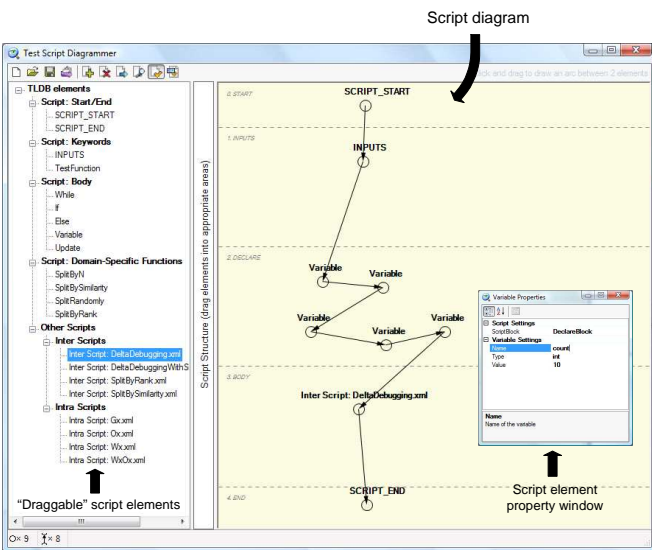 Script diagram
Test Script Diagrammer
Click and drag to draw an arc between 2 elements
TLDB elements
Script: Start/End
SCRIPT_START
SCRIPT_END
Script: Keywords
INPUTS
TestFunction
Script: Body
While
If
Else
Variable
Update
Script: Domain-Specific Functions
SplitByN
SplitBySimilarity
SplitRandomly
SplitByRank
Other Scripts
Inter Scripts
Inter Script: DeltaDebugging.xml
Inter Script: DeltaDebuggingWithS
Inter Script: SplitByRank.xml
Inter Script: SplitBySimilarity.xml
Intra Scripts
Intra Script: Gx.xml
Intra Script: Ox.xml
Intra Script: Wx.xml
Intra Script: WxOx.xml
"Draggable" script elements
Script Structure (drag elements into appropriate areas)
0. START
SCRIPT_START
1. INPUTS
INPUTS
2. DECLARE
Variable
Variable
Variable
Variable
Variable
3. BODY
Inter Script: DeltaDebugging.xml
4. END
SCRIPT_END
Variable Properties
Script Settings
ScriptBlock DeclareBlock
Variable Settings
Name count
Type int
Value 10
Name
Name of the variable
Script element
property window
× 9 × 8